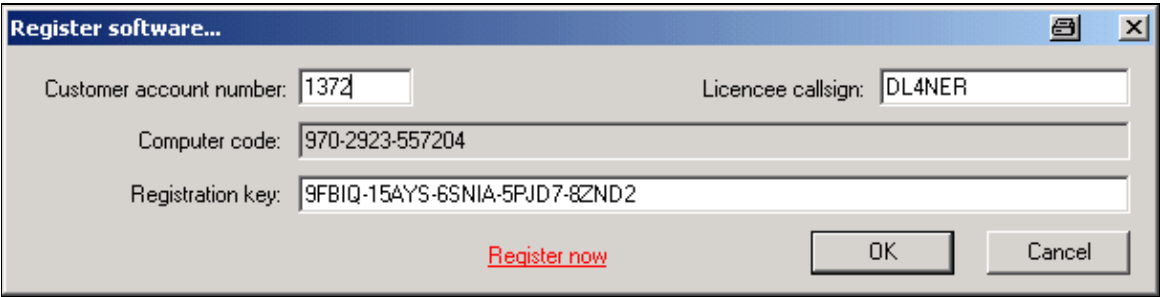 Register software...
Customer account number: 1372 Licencee callsign: DL4NER
Computer code: 970-2923-557204
Registration key: 9FBIQ-15AYS-6SNIA-5PJD7-8ZND2
Register now OK Cancel